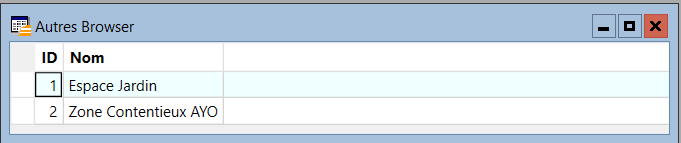 Autres Browser
ID Nom
1 Espace Jardin
2 Zone Contentieux AYO